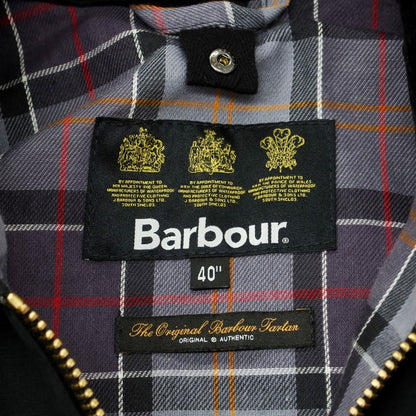 BY APPOINTMENT TO
HER MAJESTY THE QUEEN
MANUFACTURERS OF WATERPROOF
AND PROTECTIVE CLOTHING
J. BARBOUR & SONS LTD.
SOUTH SHIELDS
BY APPOINTMENT TO
H.R.H. THE DUKE OF EDINBURGH
MANUFACTURERS OF WATERPROOF
AND PROTECTIVE CLOTHING
J. BARBOUR & SONS LTD.
SOUTH SHIELDS
BY APPOINTMENT TO
H.R.H. THE PRINCE OF WALES
MANUFACTURERS OF WATERPROOF
AND PROTECTIVE CLOTHING
J. BARBOUR & SONS LTD.
SOUTH SHIELDS
Barbour®
40"
The Original Barbour Tartan
ORIGINAL & AUTHENTIC